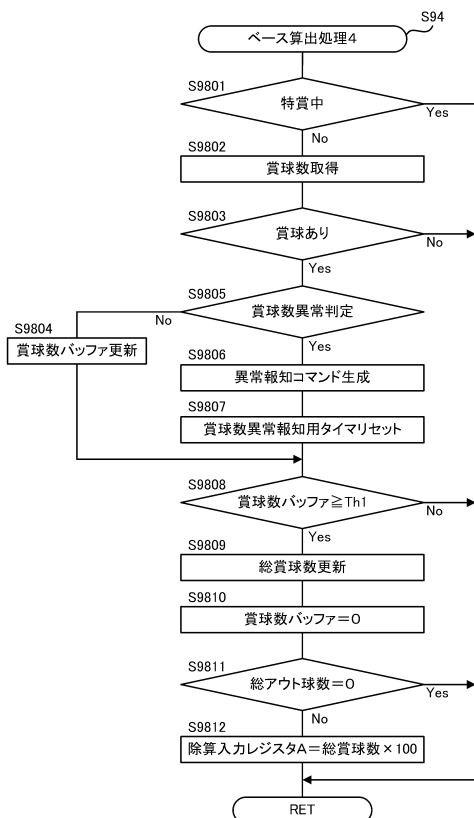 S94
ベース算出処理4
S9801
特賞中
Yes
No
S9802
賞球数取得
S9803
賞球あり
No
Yes
S9805
賞球数異常判定
No
Yes
S9804
賞球数バッファ更新
S9806
異常報知コマンド生成
S9807
賞球数異常報知用タイマリセット
S9808
賞球数バッファ≧Th1
No
Yes
S9809
総賞球数更新
S9810
賞球数バッファ=0
S9811
総アウト球数=0
Yes
No
S9812
除算入力レジスタA=総賞球数×100
RET